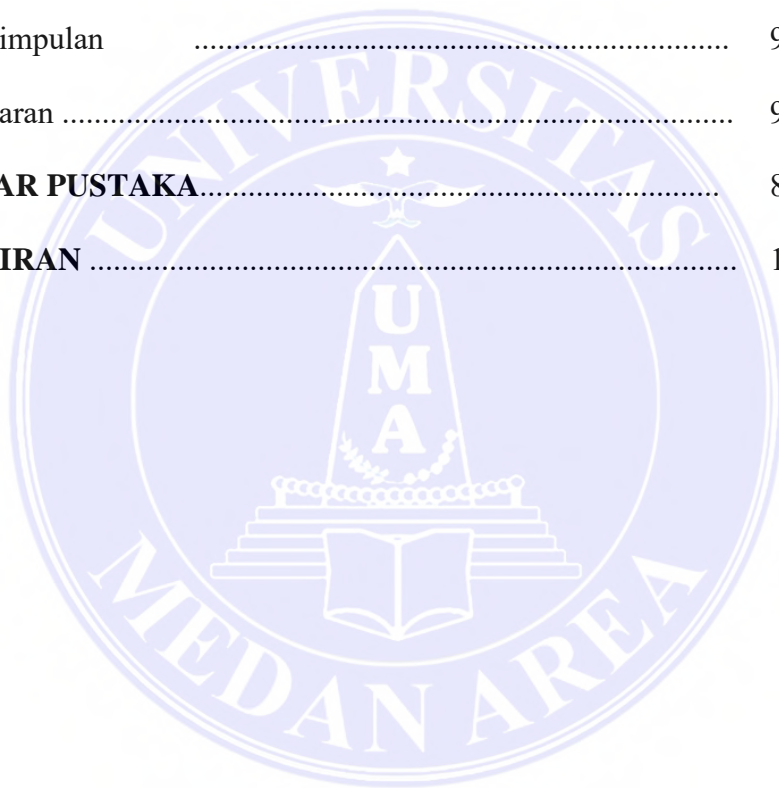 impulan ........................................................................ 9
aran ........................................................................................ 9
AR PUSTAKA..................................................................... 8
IRAN ..................................................................................... 1
UNIVERSITAS
UMA
MEDAN AREA